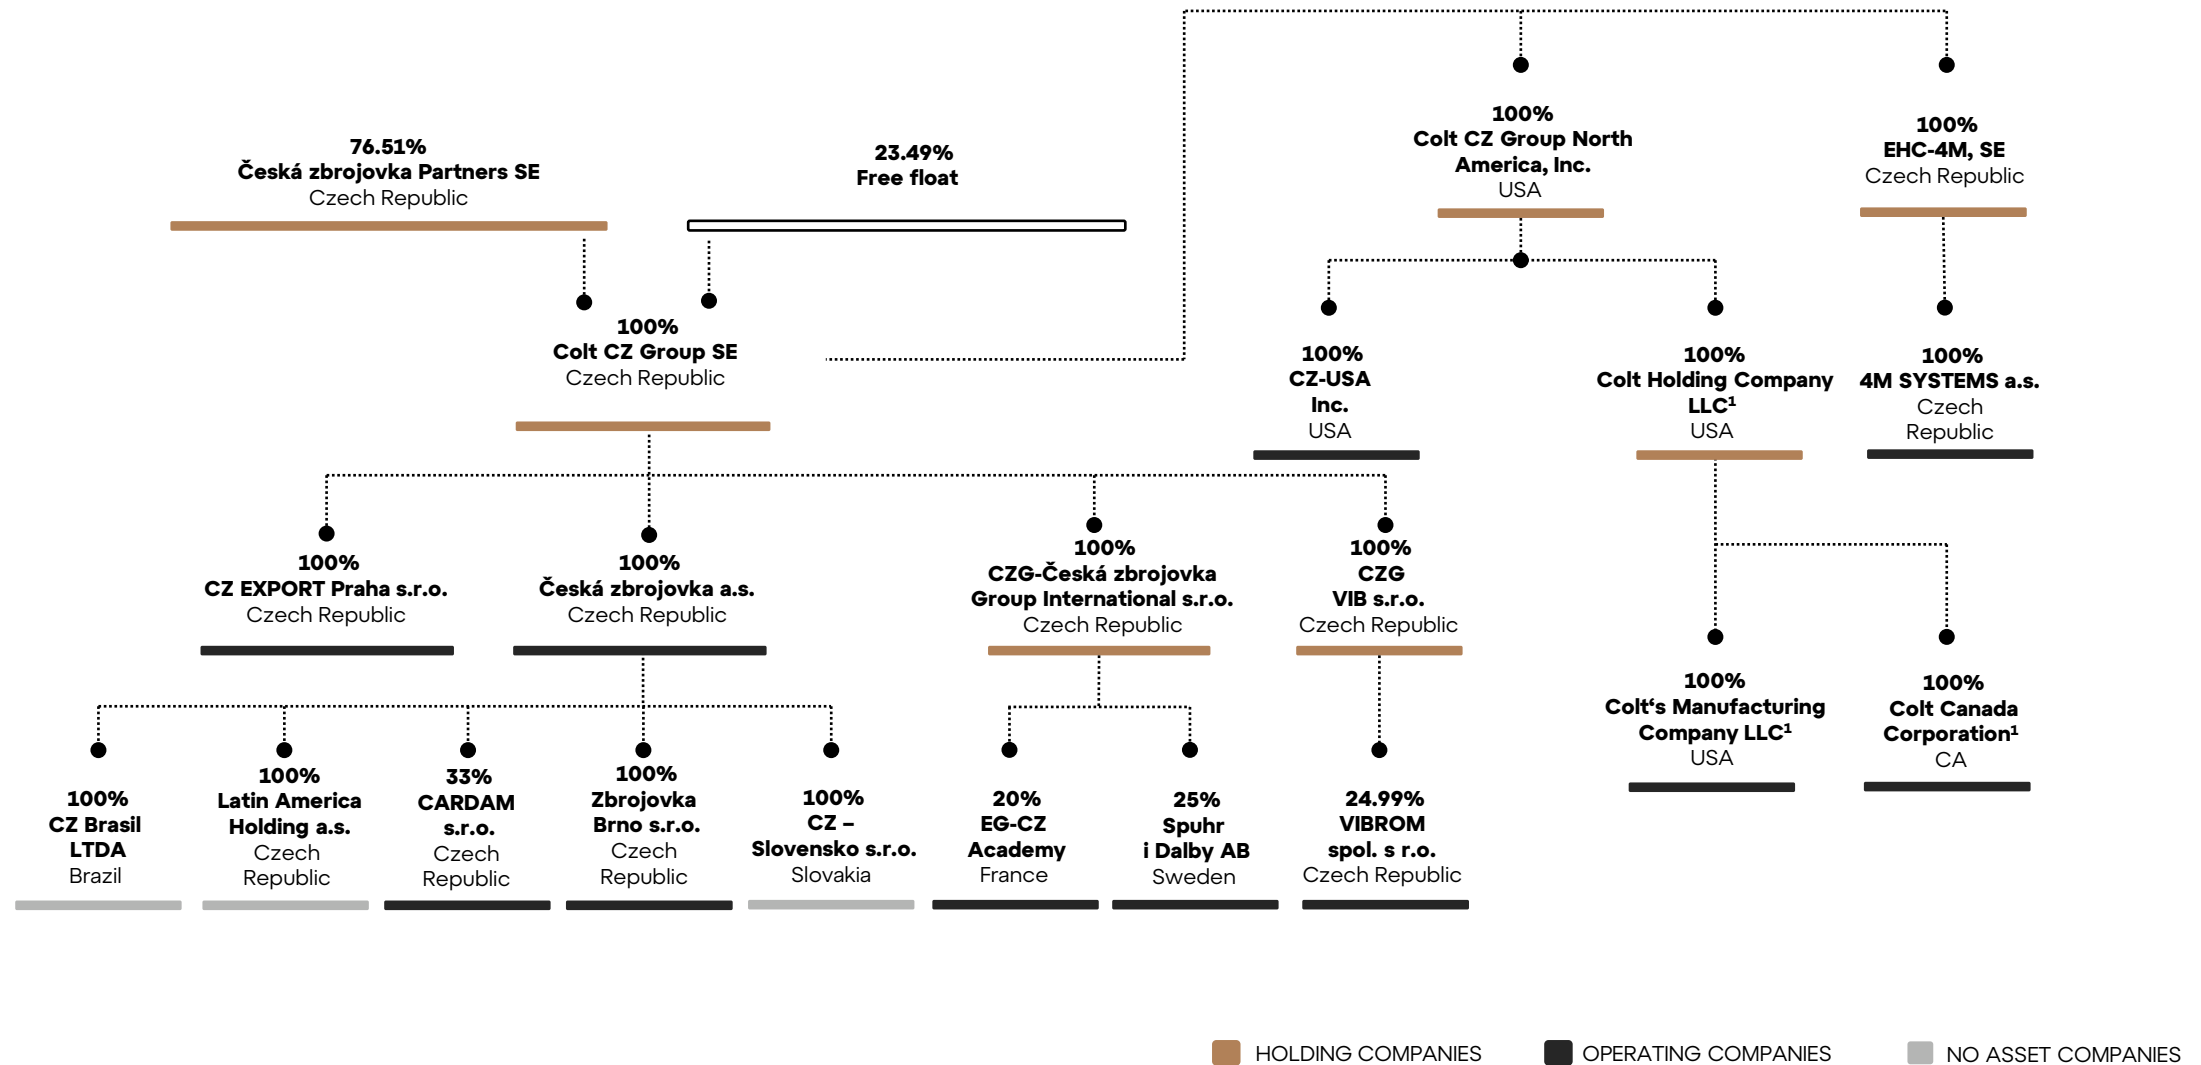 76.51%
Česká zbrojovka Partners SE
Czech Republic
23.49%
Free float
100%
Colt CZ Group North
America, Inc.
USA
100%
EHC-4M, SE
Czech Republic
100%
Colt CZ Group SE
Czech Republic
100%
CZ-USA
Inc.
USA
100%
Colt Holding Company
LLC¹
USA
100%
4M SYSTEMS a.s.
Czech
Republic
100%
CZ EXPORT Praha s.r.o.
Czech Republic
100%
Česká zbrojovka a.s.
Czech Republic
100%
CZG-Česká zbrojovka
Group International s.r.o.
Czech Republic
100%
CZG
VIB s.r.o.
Czech Republic
100%
Colt‘s Manufacturing
Company LLC¹
USA
100%
Colt Canada
Corporation¹
CA
100%
CZ Brasil
LTDA
Brazil
100%
Latin America
Holding a.s.
Czech
Republic
33%
CARDAM
s.r.o.
Czech
Republic
100%
Zbrojovka
Brno s.r.o.
Czech
Republic
100%
CZ –
Slovensko s.r.o.
Slovakia
20%
EG-CZ
Academy
France
25%
Spuhr
i Dalby AB
Sweden
24.99%
VIBROM
spol. s r.o.
Czech Republic
HOLDING COMPANIES
OPERATING COMPANIES
NO ASSET COMPANIES